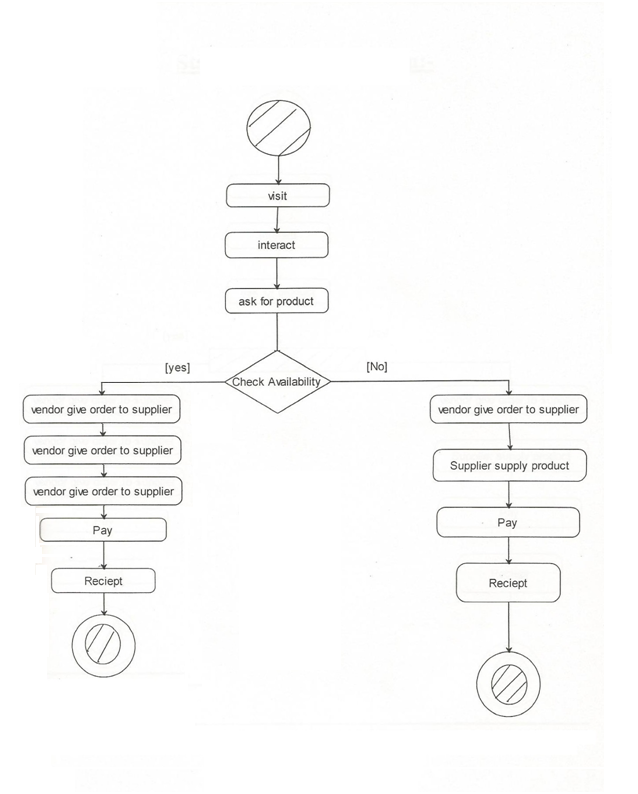 visit
interact
ask for product
Check Availability
[yes]
[No]
vendor give order to supplier
vendor give order to supplier
vendor give order to supplier
Pay
Reciept
vendor give order to supplier
Supplier supply product
Pay
Reciept